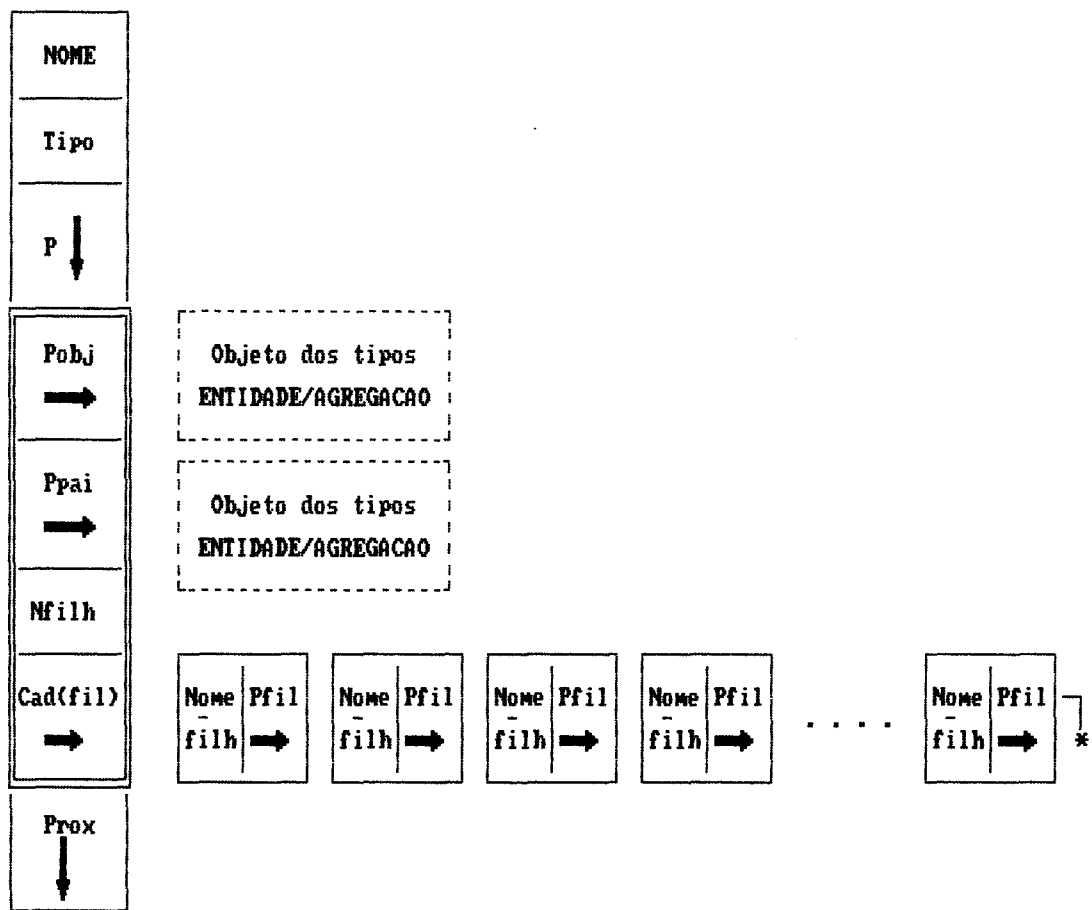 NOME
Tipo
P
Pobj
Objeto dos tipos
ENTIDADE/AGREGACAO
Ppai
Objeto dos tipos
ENTIDADE/AGREGACAO
Nfilh
Cad(fil)
Nome Pfil Nome Pfil Nome Pfil Nome Pfil Nome Pfil
_ _ _ _ _
filh filh filh filh . . . . filh *
Prox